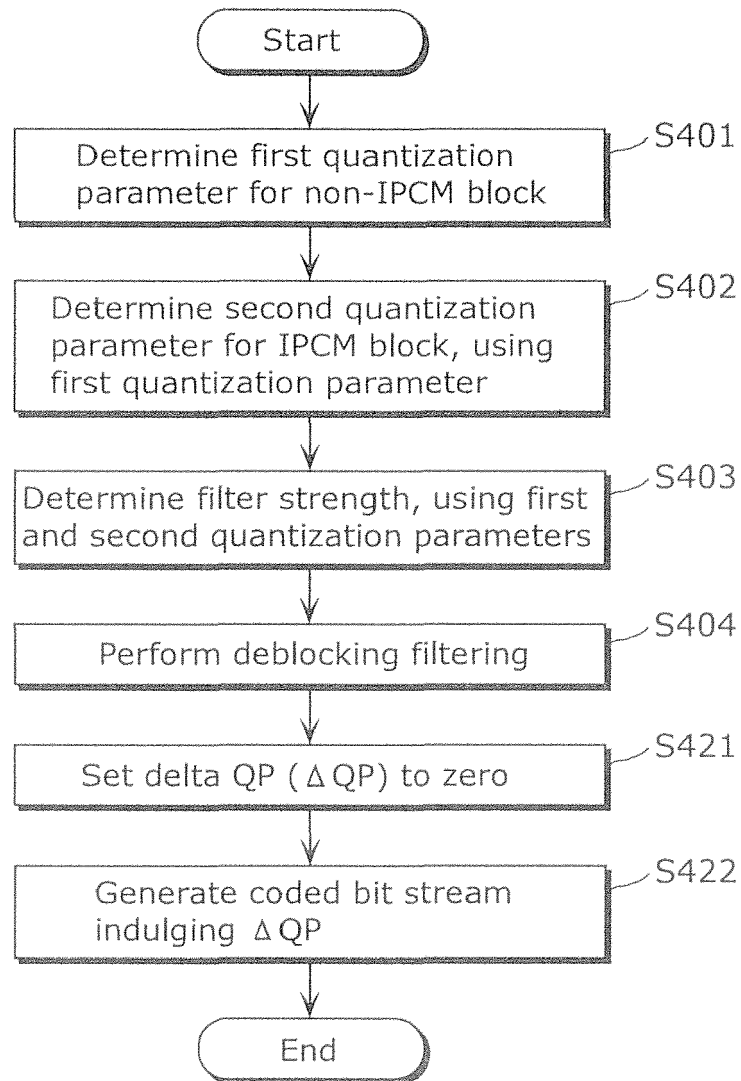 Start
S401
Determine first quantization
parameter for non-IPCM block
S402
Determine second quantization
parameter for IPCM block, using
first quantization parameter
S403
Determine filter strength, using first
and second quantization parameters
S404
Perform deblocking filtering
S421
Set delta QP (ΔQP) to zero
S422
Generate coded bit stream
indulging ΔQP
End